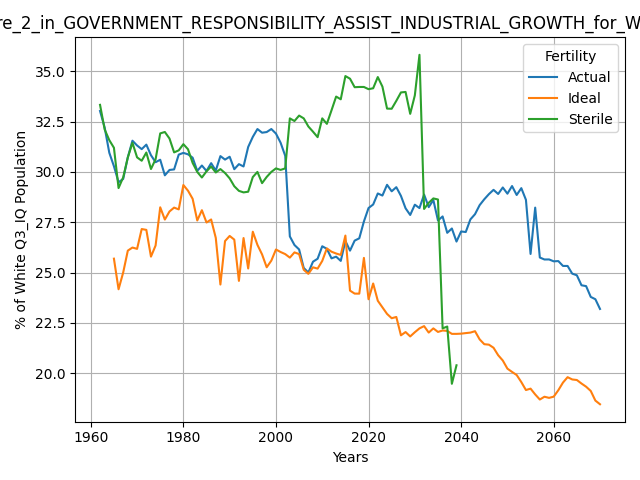 re_2_in_GOVERNMENT_RESPONSIBILITY_ASSIST_INDUSTRIAL_GROWTH_for_W
Fertility
Actual
Ideal
Sterile
% of White Q3_IQ Population
35.0
32.5
30.0
27.5
25.0
22.5
20.0
1960
1980
2000
2020
2040
2060
Years